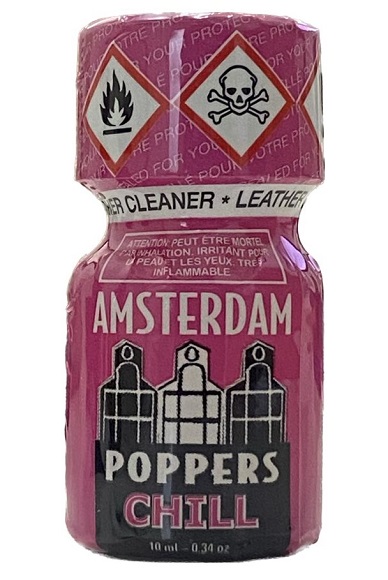 LEATHER CLEANER * LEATHER
ATTENTION: PEUT ÊTRE MORTEL
PAR INHALATION. IRRITANT POUR
LA PEAU ET LES YEUX. TRÈS
INFLAMMABLE
AMSTERDAM
POPPERS
CHILL
10 ml - 0.34 oz